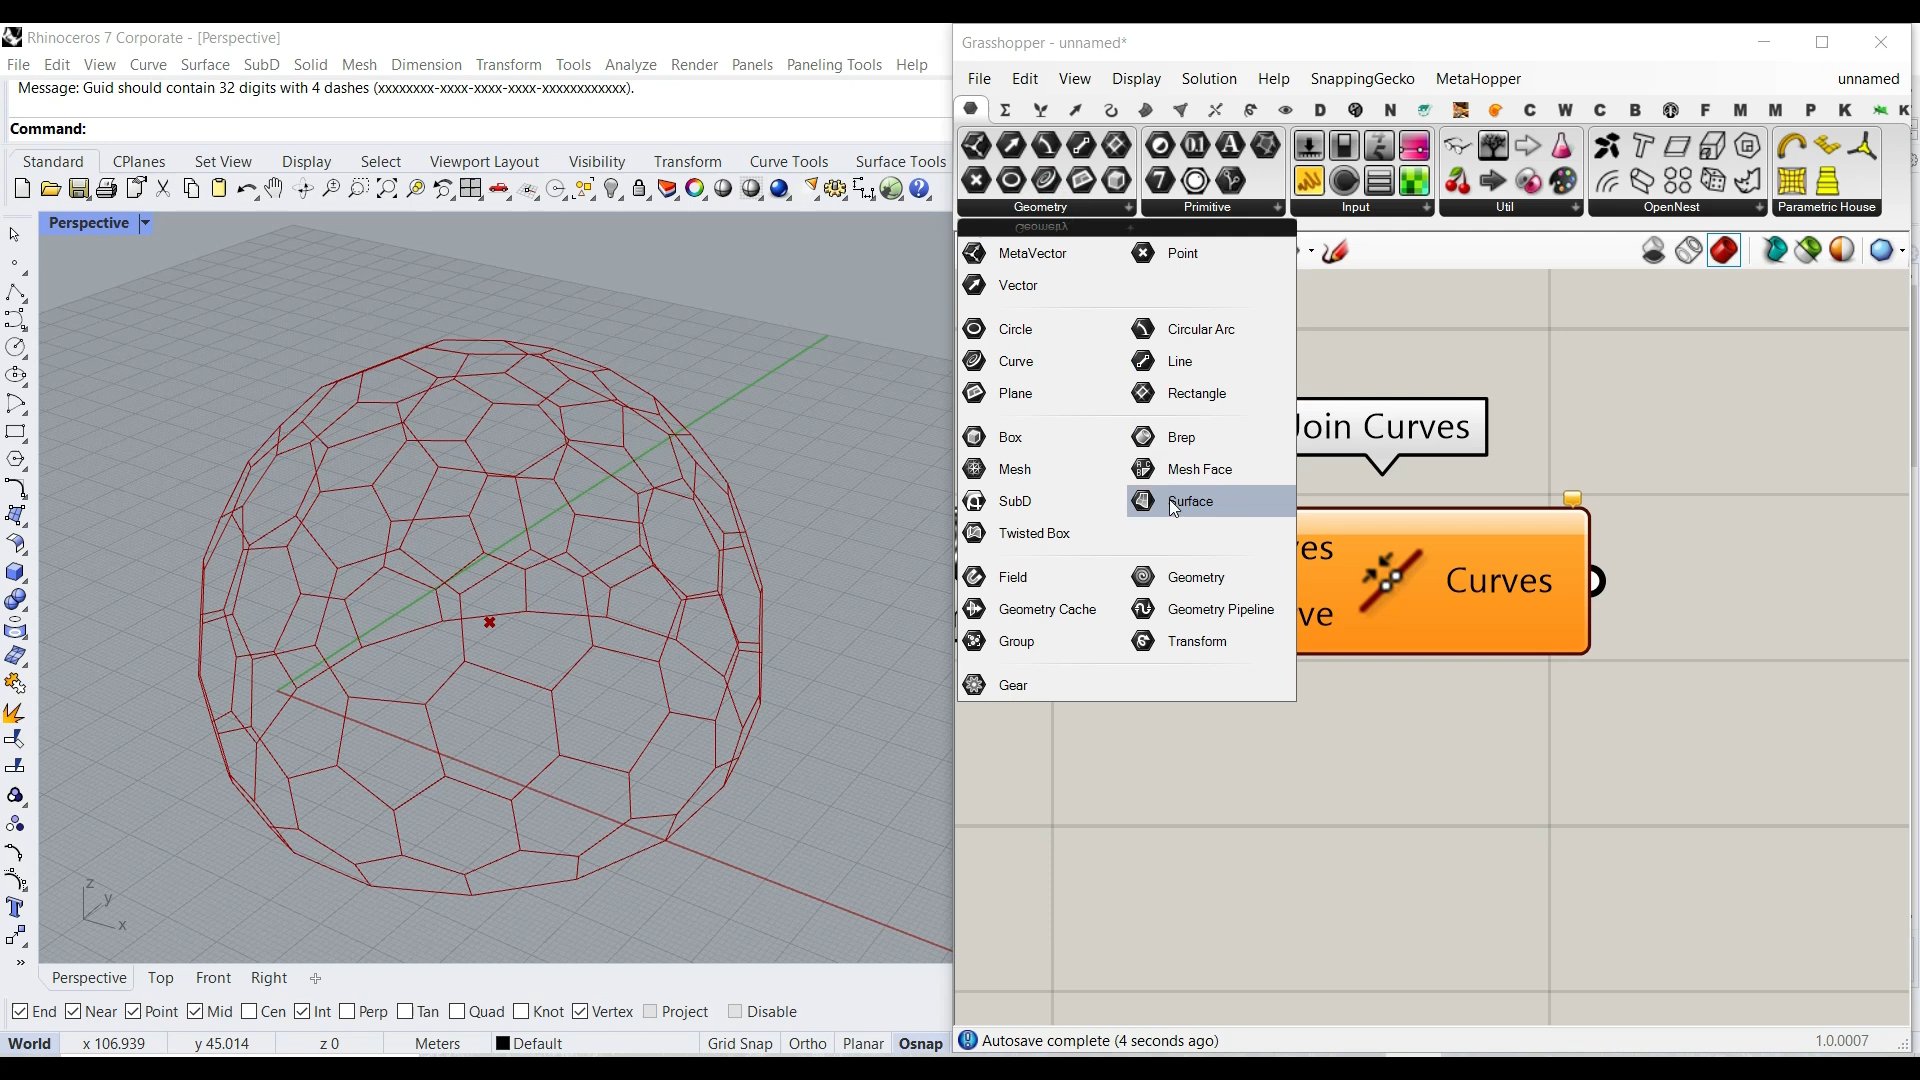 Rhinoceros 7 Corporate - [Perspective]
File Edit View Curve Surface SubD Solid Mesh Dimension Transform Tools Analyze Render Panels Paneling Tools Help
Message: Guid should contain 32 digits with 4 dashes (xxxxxxxx-xxxx-xxxx-xxxx-xxxxxxxxxxxx).
Command:
Standard CPlanes Set View Display Select Viewport Layout Visibility Transform Curve Tools Surface Tools
Perspective
z
y
x
Perspective Top Front Right
End Near Point Mid Cen Int Perp Tan Quad Knot Vertex Project Disable
World x 106.939 y 45.014 z 0 Meters Default Grid Snap Ortho Planar Osnap
Grasshopper - unnamed*
File Edit View Display Solution Help SnappingGecko MetaHopper unnamed
D N C W C B F M M P K K
Geometry Primitive Input Util OpenNest Parametric House
Geometry
MetaVector Point
Vector
Circle Circular Arc
Curve Line
Plane Rectangle
Box Brep
Mesh Mesh Face
SubD Surface
Twisted Box
Field Geometry
Geometry Cache Geometry Pipeline
Group Transform
Gear
Join Curves
ves
ve
Curves
Autosave complete (4 seconds ago)
1.0.0007